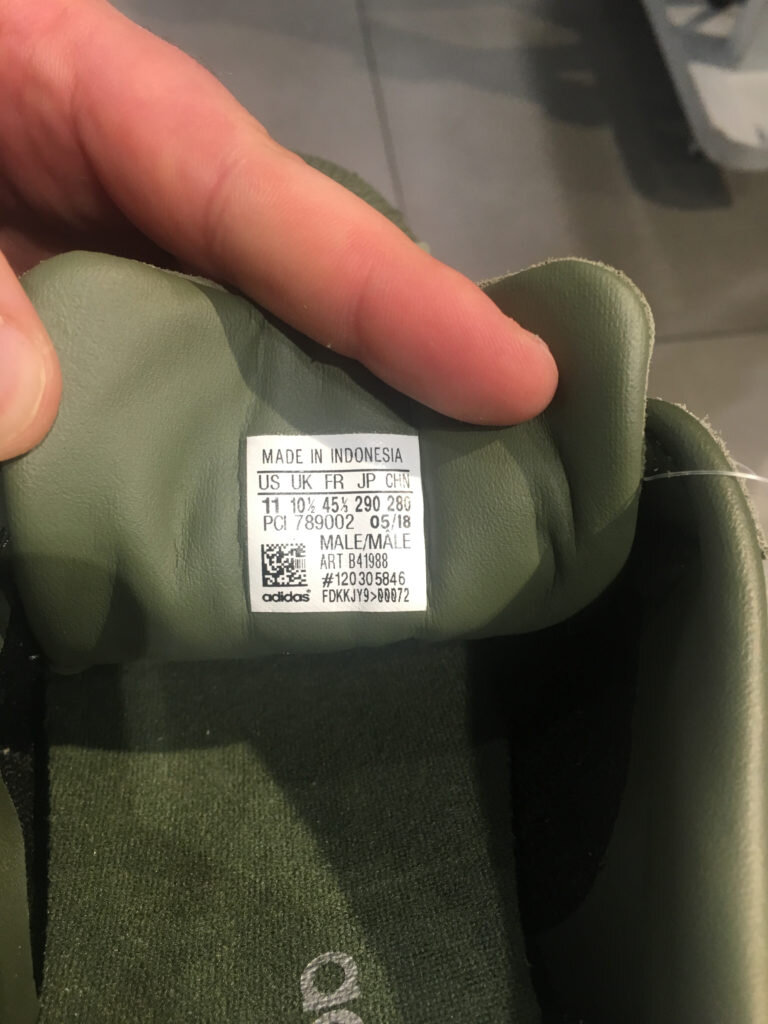 MADE IN INDONESIA
US UK FR JP CHN
11 10½ 45⅓ 290 280
PCI 789002 05/18
MALE/MÂLE
ART B41988
#120305846
adidas® FDKKJY9>00072